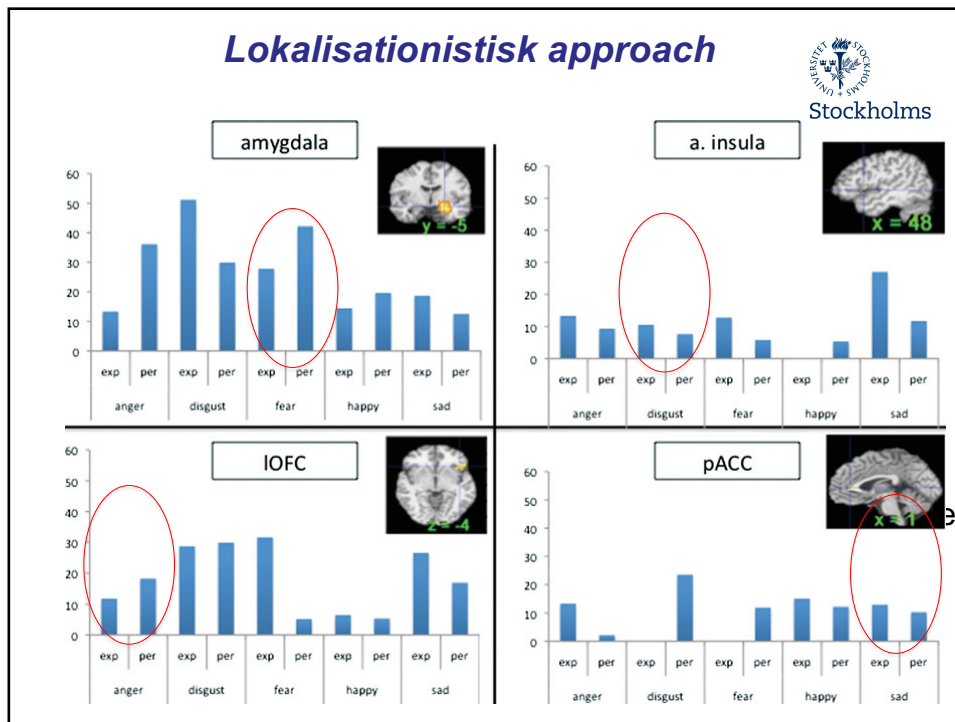 Lokalisationistisk approach
STOCKHOLMS UNIVERSITET
Stockholms
amygdala
60
50
40
30
20
10
0
y = -5
exp per exp per exp per exp per exp per
anger disgust fear happy sad
a. insula
60
50
40
30
20
10
0
x = 48
exp per exp per exp per exp per exp per
anger disgust fear happy sad
lOFC
60
50
40
30
20
10
0
z = -4
exp per exp per exp per exp per exp per
anger disgust fear happy sad
pACC
60
50
40
30
20
10
0
x = 1
e
exp per exp per exp per exp per exp per
anger disgust fear happy sad